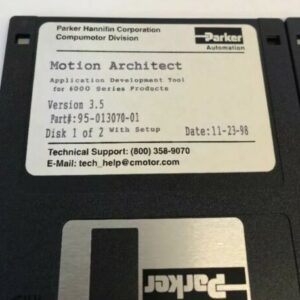 Parker Hannifin Corporation
Compumotor Division
Parker
Automation
Motion Architect
Application Development Tool
for 6000 Series Products
Version 3.5
Part#:95-013070-01
Disk 1 of 2 With Setup Date:11-23-98
Technical Support: (800) 358-9070
E-Mail: tech_help@cmotor.com
Parker